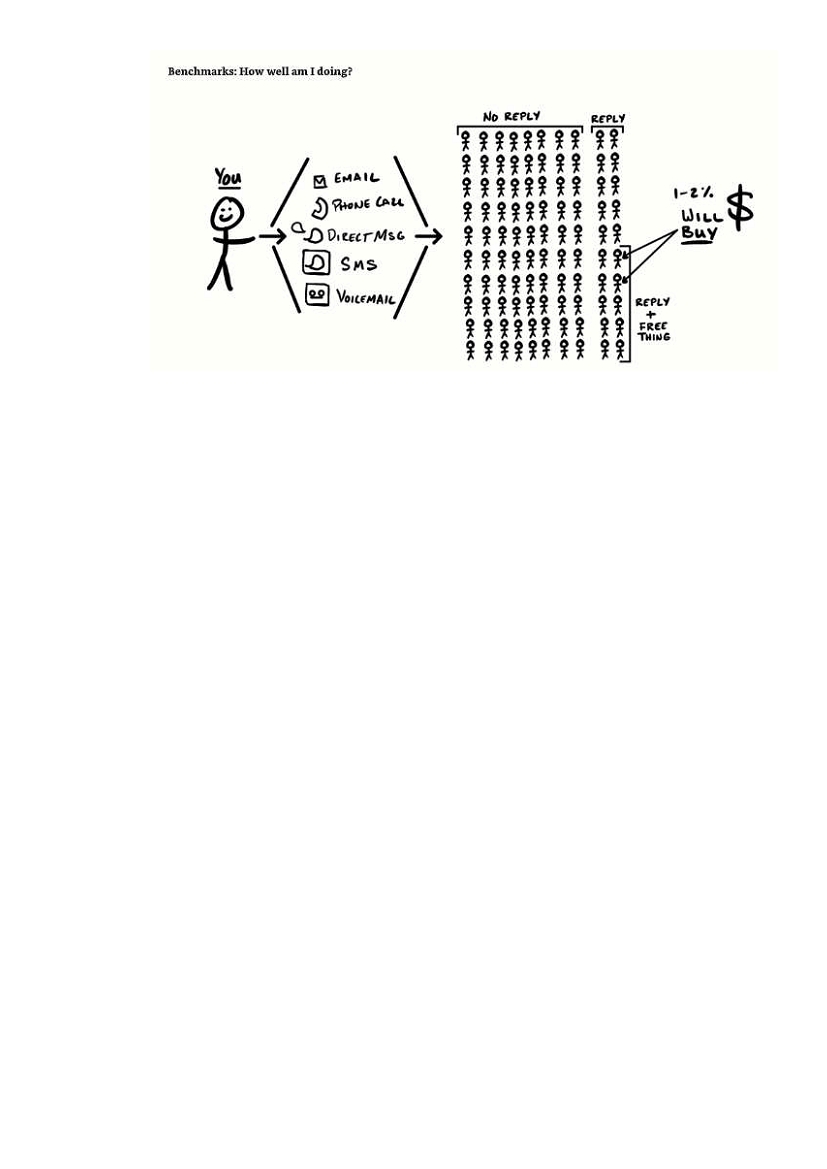 Benchmarks: How well am I doing?
You
EMAIL
PHONE CALL
DIRECT MSG
SMS
VOICEMAIL
NO REPLY
REPLY
1-2%
WILL
BUY
$
REPLY
+
FREE
THING